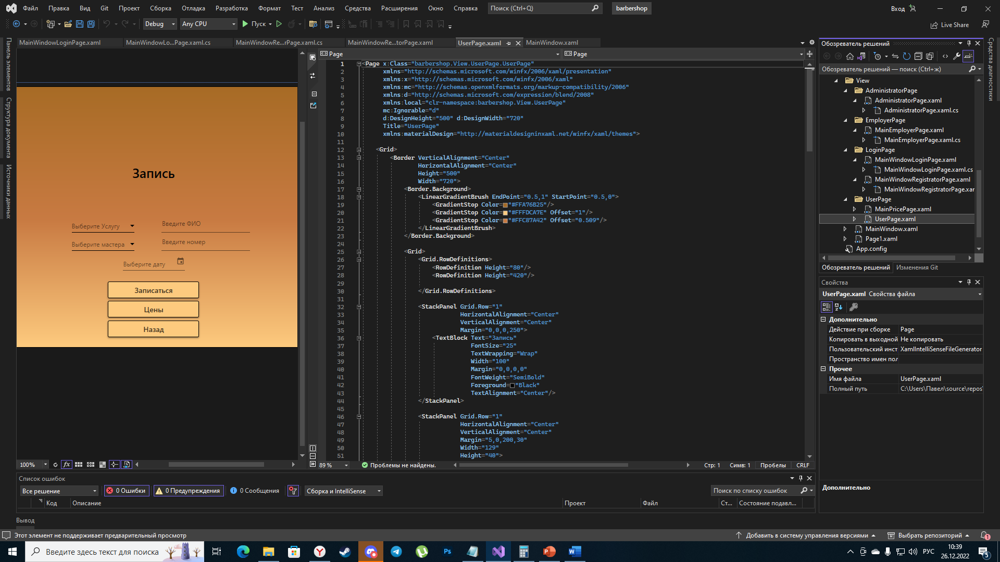 Файл Правка Вид Git Проект Сборка Отладка Разработка Формат Тест Анализ Средства Расширения Окно Справка Поиск (Ctrl+Q) barbershop Вход
Debug Any CPU Пуск Live Share
MainWindowLoginPage.xaml MainWindowLo...Page.xaml.cs MainWindowRe...rPage.xaml.cs MainWindowRe...torPage.xaml UserPage.xaml MainWindow.xaml
Панель элементов
Структура документа
Источники данных
Запись
Выберите Услугу Введите ФИО
Выберите мастера Введите номер
Выберите дату
Записаться
Цены
Назад
100%
Page Page
1 <Page x:Class="barbershop.View.UserPage.UserPage"
2 xmlns="http://schemas.microsoft.com/winfx/2006/xaml/presentation"
3 xmlns:x="http://schemas.microsoft.com/winfx/2006/xaml"
4 xmlns:mc="http://schemas.openxmlformats.org/markup-compatibility/2006"
5 xmlns:d="http://schemas.microsoft.com/expression/blend/2008"
6 xmlns:local="clr-namespace:barbershop.View.UserPage"
7 mc:Ignorable="d"
8 d:DesignHeight="500" d:DesignWidth="720"
9 Title="UserPage"
10 xmlns:materialDesign="http://materialdesigninxaml.net/winfx/xaml/themes">
11
12 <Grid>
13 <Border VerticalAlignment="Center"
14 HorizontalAlignment="Center"
15 Height="500"
16 Width="720">
17 <Border.Background>
18 <LinearGradientBrush EndPoint="0.5,1" StartPoint="0.5,0">
19 <GradientStop Color="#FFA76B25"/>
20 <GradientStop Color="#FFFDCA7E" Offset="1"/>
21 <GradientStop Color="#FFC87A42" Offset="0.509"/>
22 </LinearGradientBrush>
23 </Border.Background>
24
25 <Grid>
26 <Grid.RowDefinitions>
27 <RowDefinition Height="80"/>
28 <RowDefinition Height="420"/>
29
30 </Grid.RowDefinitions>
31
32 <StackPanel Grid.Row="1"
33 HorizontalAlignment="Center"
34 VerticalAlignment="Center"
35 Margin="0,0,0,250">
36 <TextBlock Text="Запись"
37 FontSize="25"
38 TextWrapping="Wrap"
39 Width="100"
40 Margin="0,0,0,0"
41 FontWeight="SemiBold"
42 Foreground="Black"
43 TextAlignment="Center"/>
44 </StackPanel>
45
46 <StackPanel Grid.Row="1"
47 HorizontalAlignment="Center"
48 VerticalAlignment="Center"
49 Margin="5,0,200,30"
50 Width="129"
51 Height="40">
89 % Проблемы не найдены. Стр: 1 Симв: 1 Пробелы CRLF
Обозреватель решений
Обозреватель решений — поиск (Ctrl+ж)
View
AdministratorPage
AdministratorPage.xaml
AdministratorPage.xaml.cs
EmployerPage
MainEmployerPage.xaml
MainEmployerPage.xaml.cs
LoginPage
MainWindowLoginPage.xaml
MainWindowLoginPage.xaml.cs
MainWindowRegistratorPage.xaml
MainWindowRegistratorPage.xar
UserPage
MainPricePage.xaml
UserPage.xaml
MainWindow.xaml
Page1.xaml
App.config
Обозреватель решений Изменения Git
Свойства
UserPage.xaml Свойства файла
Дополнительно
Действие при сборке Page
Копировать в выходной Не копировать
Пользовательский инст XamlIntelliSenseFileGenerator
Пространство имен пол
Прочее
Имя файла UserPage.xaml
Полный путь C:\Users\Павел\source\repos\
Дополнительно
Средства диагностики
Список ошибок
Все решение 0 Ошибки 0 Предупреждения 0 Сообщения Сборка и IntelliSense Поиск по списку ошибок
Код Описание Проект Файл Ст... Состояние подавл...
Вывод
Этот элемент не поддерживает предварительный просмотр Добавить в систему управления версиями Выбрать репозиторий 1
Введите здесь текст для поиска Ps РУС 10:39
26.12.2022 5